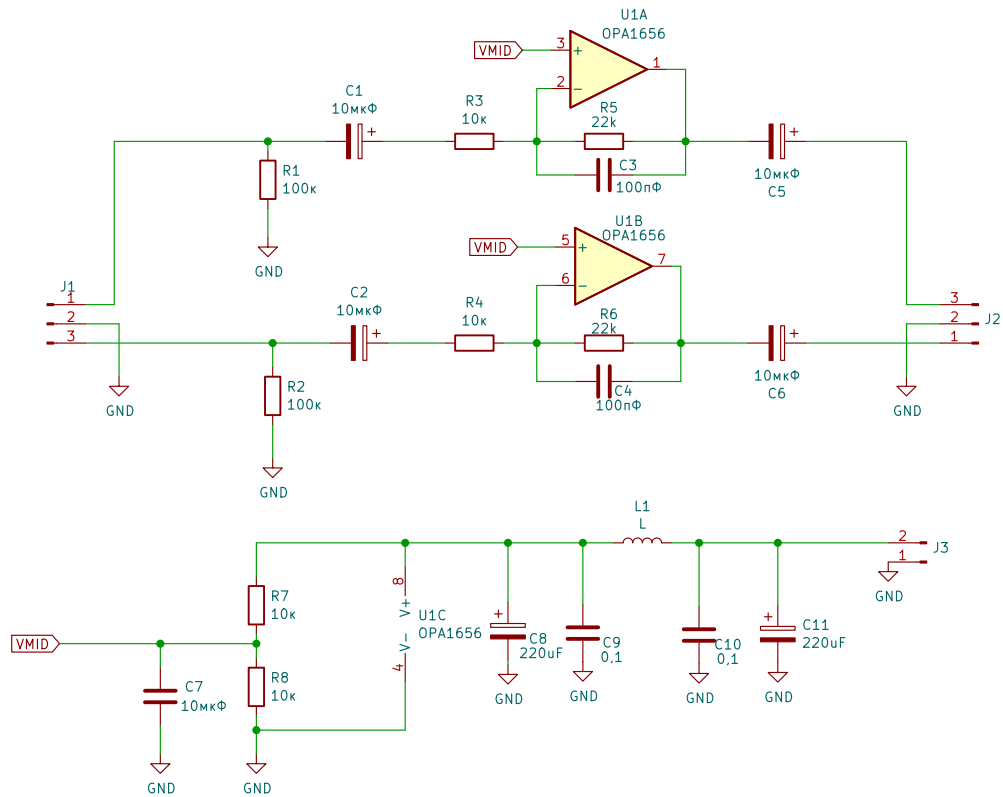 U1A
OPA1656
VMID
3
+
1
2
−
C1
10мкФ
+
R3
10к
R5
22k
+
R1
100к
C3
100пФ
10мкФ
C5
GND
U1B
OPA1656
VMID
5
+
7
6
−
J1
1
2
3
C2
10мкФ
+
R4
10к
R6
22k
+
3
2
1
J2
10мкФ
C6
C4
100пФ
R2
100к
GND
GND
GND
L1
L
2
1
J3
GND
8
V+
V−
4
U1C
OPA1656
R7
10к
VMID
R8
10к
C7
10мкФ
+
C8
220uF
C9
0,1
C10
0,1
+
C11
220uF
GND
GND
GND
GND
GND
GND